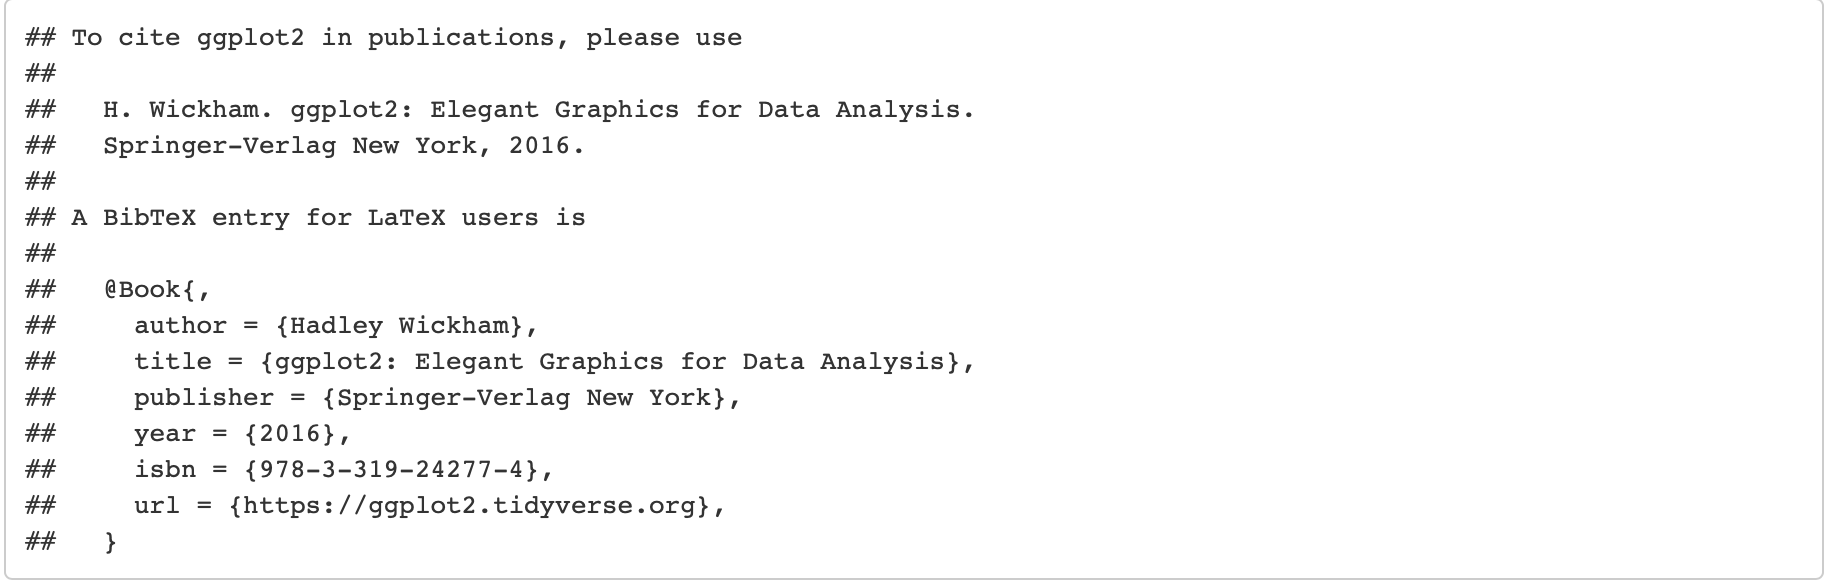 ## To cite ggplot2 in publications, please use
##
##   H. Wickham. ggplot2: Elegant Graphics for Data Analysis.
##   Springer-Verlag New York, 2016.
##
## A BibTeX entry for LaTeX users is
##
##   @Book{,
##     author = {Hadley Wickham},
##     title = {ggplot2: Elegant Graphics for Data Analysis},
##     publisher = {Springer-Verlag New York},
##     year = {2016},
##     isbn = {978-3-319-24277-4},
##     url = {https://ggplot2.tidyverse.org},
##   }